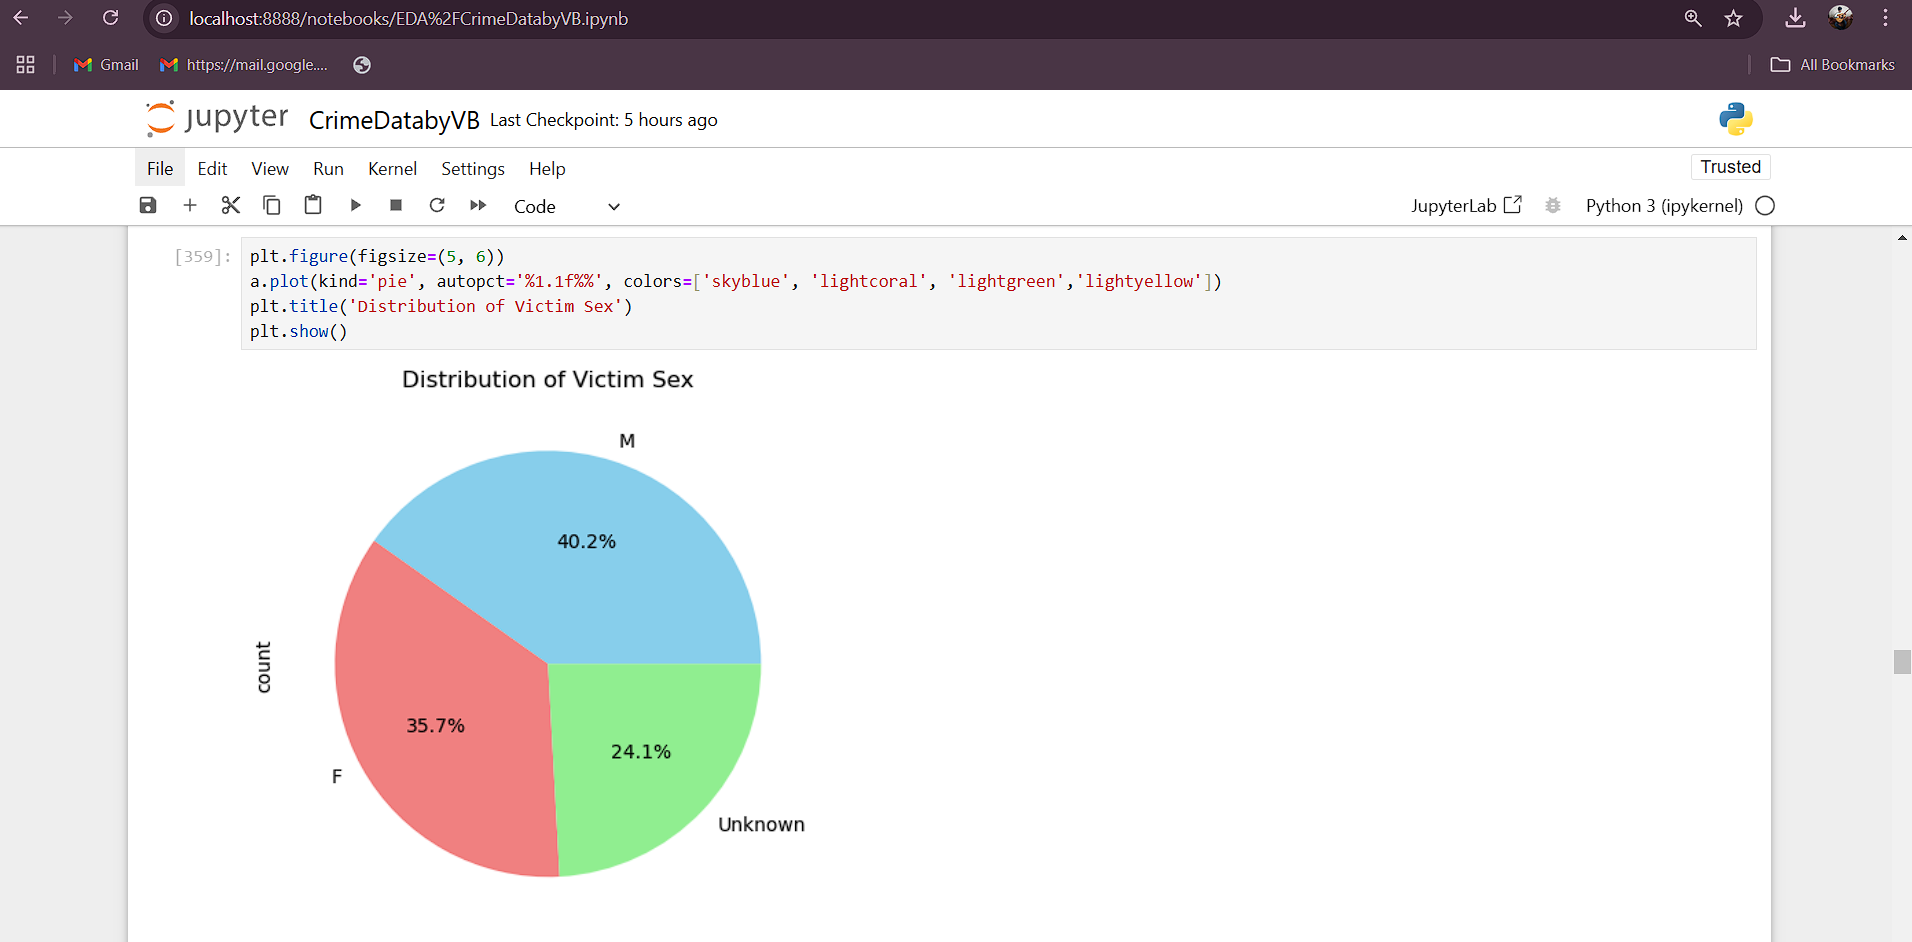 localhost:8888/notebooks/EDA%2FCrimeDatabyVB.ipynb
Gmail
https://mail.google....
All Bookmarks
jupyter CrimeDatabyVB Last Checkpoint: 5 hours ago
File Edit View Run Kernel Settings Help
Trusted
Code
JupyterLab
Python 3 (ipykernel)
[359]:
plt.figure(figsize=(5, 6))
a.plot(kind='pie', autopct='%1.1f%%', colors=['skyblue', 'lightcoral', 'lightgreen','lightyellow'])
plt.title('Distribution of Victim Sex')
plt.show()
Distribution of Victim Sex
M
40.2%
count
35.7%
24.1%
F
Unknown